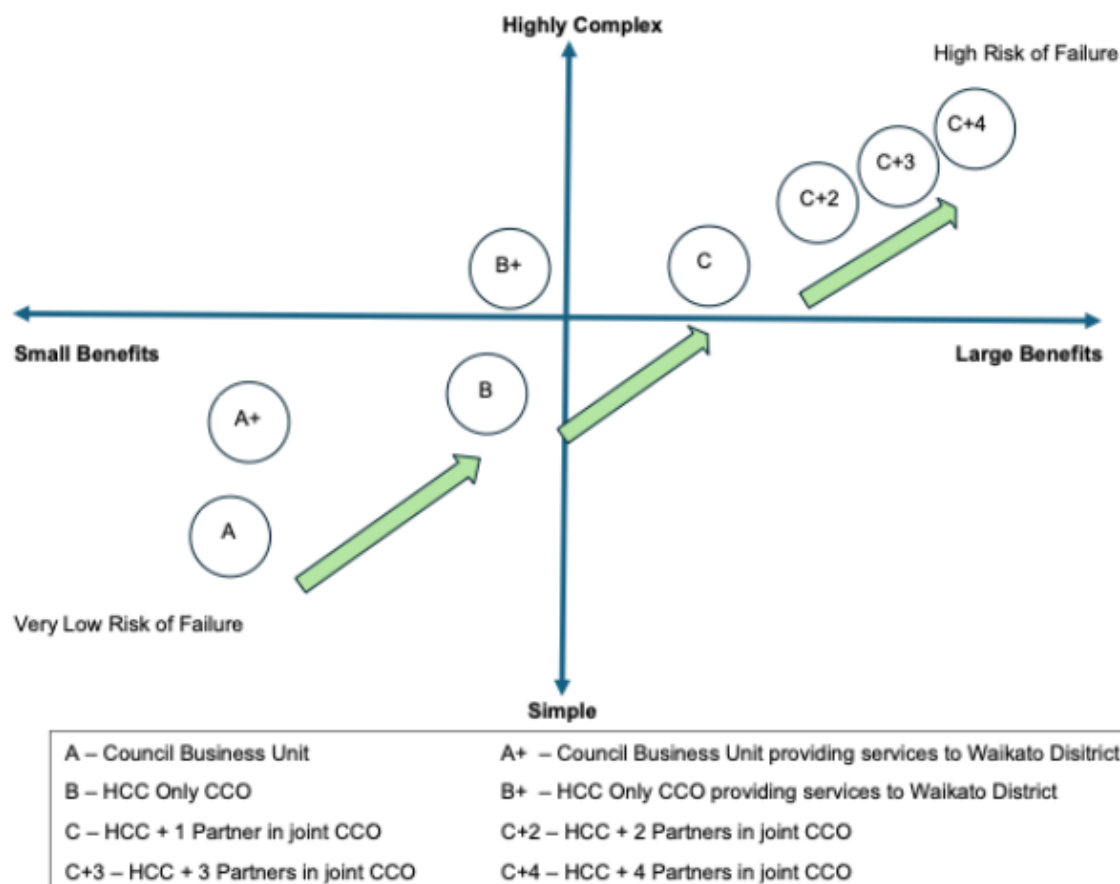 Highly Complex
High Risk of Failure
C+4
C+3
C+2
B+
C
Small Benefits
Large Benefits
B
A+
A
Very Low Risk of Failure
Simple
A – Council Business Unit
A+ – Council Business Unit providing services to Waikato Disitrict
B – HCC Only CCO
B+ – HCC Only CCO providing services to Waikato District
C – HCC + 1 Partner in joint CCO
C+2 – HCC + 2 Partners in joint CCO
C+3 – HCC + 3 Partners in joint CCO
C+4 – HCC + 4 Partners in joint CCO